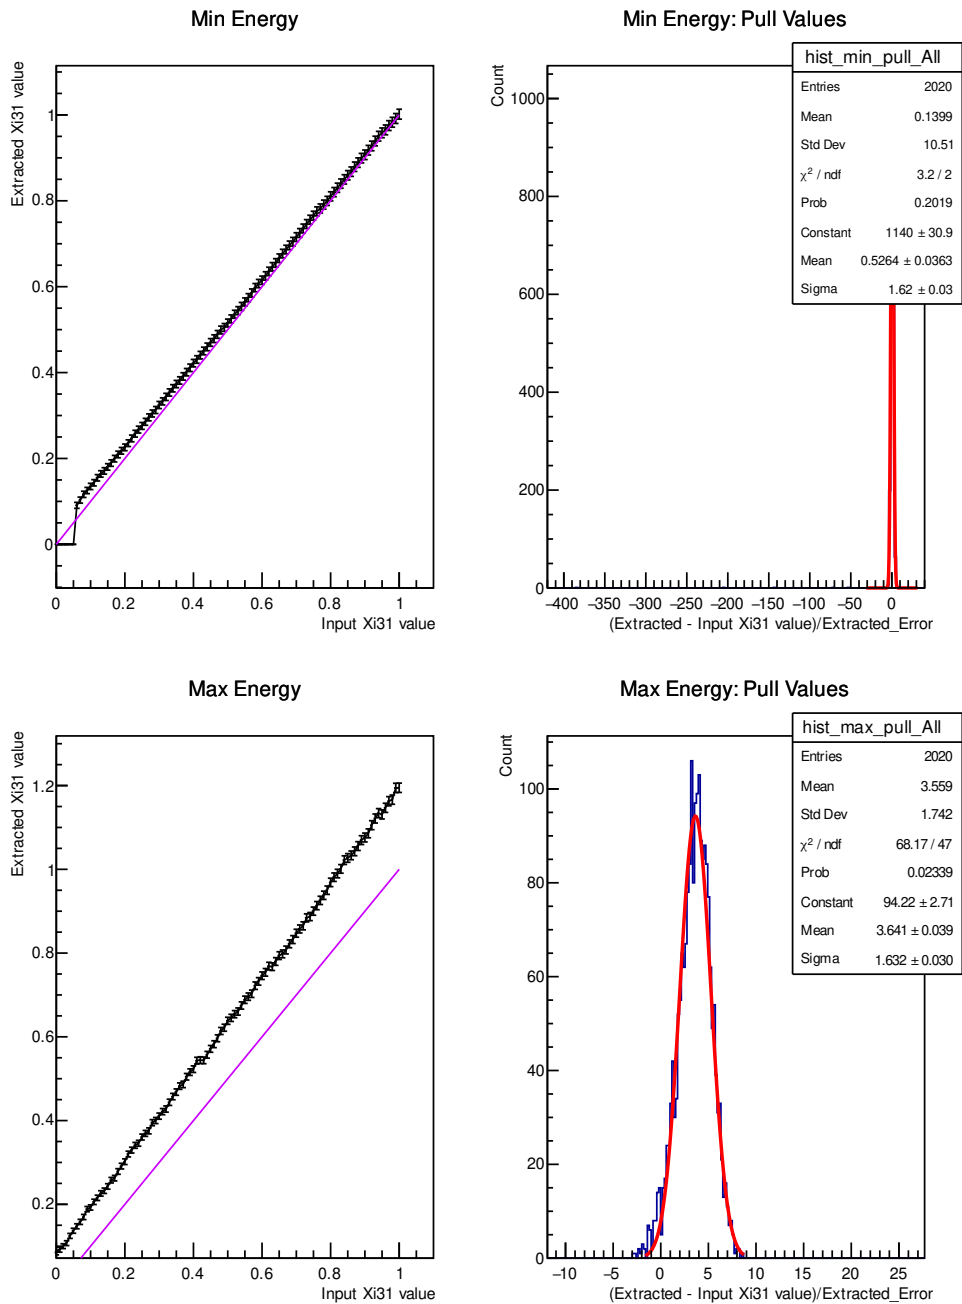 Min Energy
Extracted Xi31 value
1
0.8
0.6
0.4
0.2
0
0 0.2 0.4 0.6 0.8 1
Input Xi31 value
Min Energy: Pull Values
Count
1000
800
600
400
200
0
−400 −350 −300 −250 −200 −150 −100 −50 0
(Extracted - Input Xi31 value)/Extracted_Error
hist_min_pull_All
Entries 2020
Mean 0.1399
Std Dev 10.51
χ² / ndf 3.2 / 2
Prob 0.2019
Constant 1140 ± 30.9
Mean 0.5264 ± 0.0363
Sigma 1.62 ± 0.03
Max Energy
Extracted Xi31 value
1.2
1
0.8
0.6
0.4
0.2
0 0.2 0.4 0.6 0.8 1
Input Xi31 value
Max Energy: Pull Values
Count
100
80
60
40
20
0
−10 −5 0 5 10 15 20 25
(Extracted - Input Xi31 value)/Extracted_Error
hist_max_pull_All
Entries 2020
Mean 3.559
Std Dev 1.742
χ² / ndf 68.17 / 47
Prob 0.02339
Constant 94.22 ± 2.71
Mean 3.641 ± 0.039
Sigma 1.632 ± 0.030